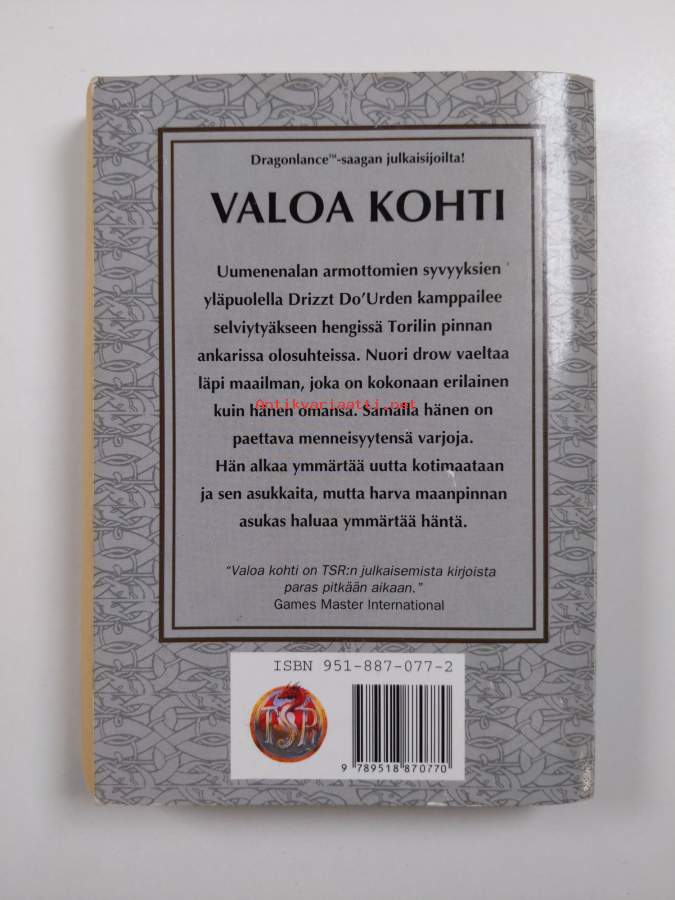 Dragonlance™-saagan julkaisijoilta!
VALOA KOHTI
Uumenenalan armottomien syvyyksien
yläpuolella Drizzt Do'Urden kamppailee
selviytyäkseen hengissä Torilin pinnan
ankarissa olosuhteissa. Nuori drow vaeltaa
läpi maailman, joka on kokonaan erilainen
kuin hänen omansa. Samalla hänen on
Antikvariaatti.net
paettava menneisyytensä varjoja.
Hän alkaa ymmärtää uutta kotimaataan
ja sen asukkaita, mutta harva maanpinnan
asukas haluaa ymmärtää häntä.
"Valoa kohti on TSR:n julkaisemista kirjoista
paras pitkään aikaan."
Games Master International
ISBN 951-887-077-2
TSR
9 789518 870770